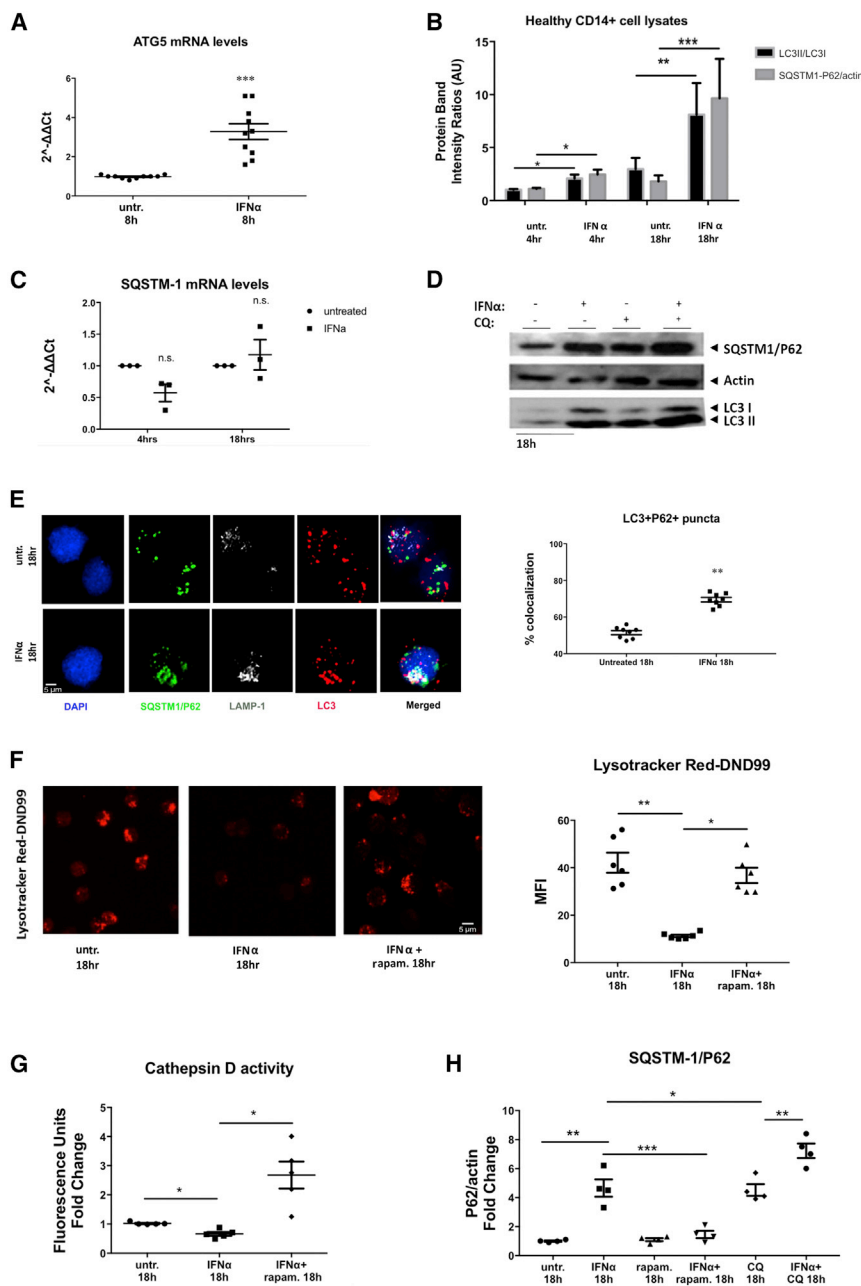 A
ATG5 mRNA levels
***
2^-ΔΔCt
6
4
2
0
untr.
8h
IFNα
8h
B
Healthy CD14+ cell lysates
Protein Band
Intensity Ratios (AU)
15
10
5
0
*
*
**
***
LC3II/LC3I
SQSTM1-P62/actin
untr.
4hr
IFN α
4hr
untr.
18hr
IFN α
18hr
C
SQSTM-1 mRNA levels
2^-ΔΔCt
2.0
1.5
1.0
0.5
0.0
n.s.
n.s.
untreated
IFNa
4hrs
18hrs
D
IFNα: - + - +
CQ: - - + +
SQSTM1/P62
Actin
LC3 I
LC3 II
18h
E
untr.
18hr
IFNα
18hr
5 μm
DAPI
SQSTM1/P62
LAMP-1
LC3
Merged
LC3+P62+ puncta
% colocalization
100
80
60
40
**
Untreated 18h
IFNα 18h
F
Lysotracker Red-DND99
5 μm
untr.
18hr
IFNα
18hr
IFNα +
rapam. 18hr
Lysotracker Red-DND99
MFI
60
40
20
0
**
*
untr.
18h
IFNα
18h
IFNα+
rapam. 18h
G
Cathepsin D activity
Fluorescence Units
Fold Change
5
4
3
2
1
0
*
*
untr.
18h
IFNα
18h
IFNα+
rapam. 18h
H
SQSTM-1/P62
P62/actin
Fold Change
10
8
6
4
2
0
**
***
*
**
untr.
18h
IFNα
18h
rapam.
18h
IFNα+
rapam. 18h
CQ
18h
IFNα+
CQ 18h